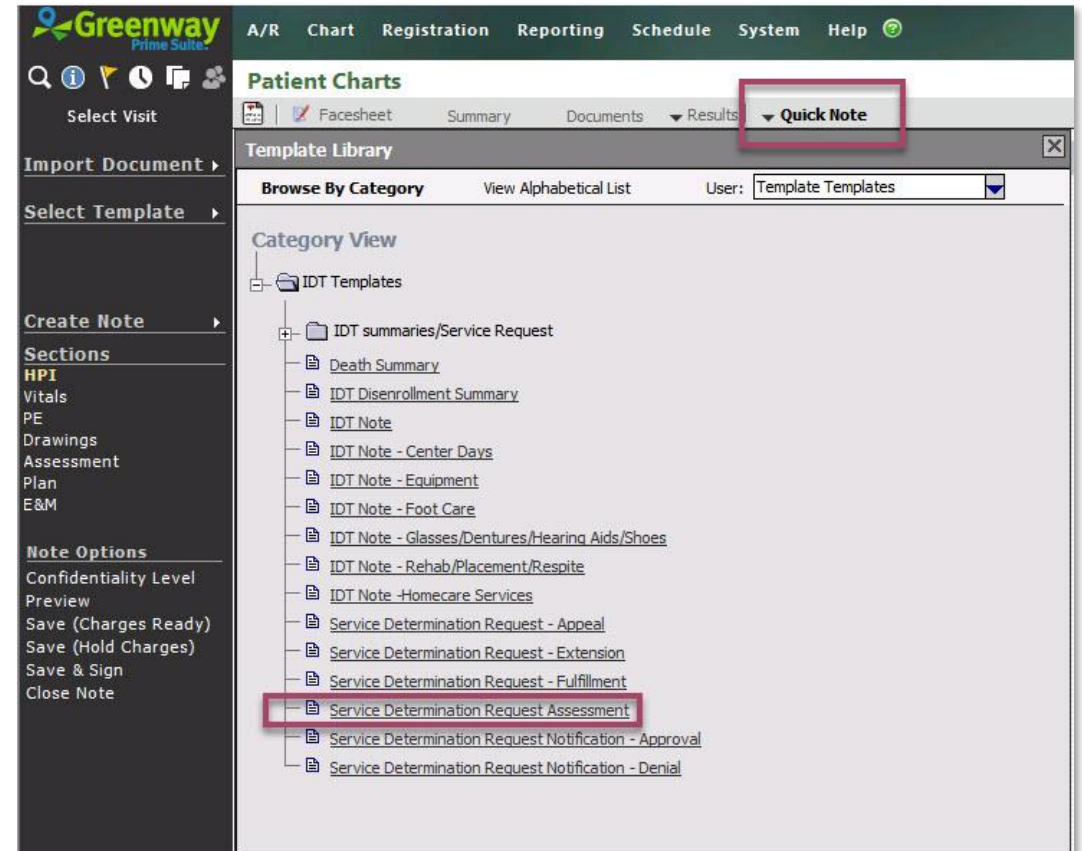 Greenway
Prime Suite
A/R Chart Registration Reporting Schedule System Help ?
Patient Charts
Select Visit
Facesheet Summary Documents Results Quick Note
Template Library X
Import Document
Browse By Category View Alphabetical List User: Template Templates
Select Template
Category View
IDT Templates
Create Note
IDT summaries/Service Request
Sections
HPI
Vitals
PE
Drawings
Assessment
Plan
E&M
Death Summary
IDT Disenrollment Summary
IDT Note
IDT Note - Center Days
IDT Note - Equipment
IDT Note - Foot Care
IDT Note - Glasses/Dentures/Hearing Aids/Shoes
IDT Note - Rehab/Placement/Respite
IDT Note -Homecare Services
Service Determination Request - Appeal
Service Determination Request - Extension
Service Determination Request - Fulfillment
Service Determination Request Assessment
Service Determination Request Notification - Approval
Service Determination Request Notification - Denial
Note Options
Confidentiality Level
Preview
Save (Charges Ready)
Save (Hold Charges)
Save & Sign
Close Note